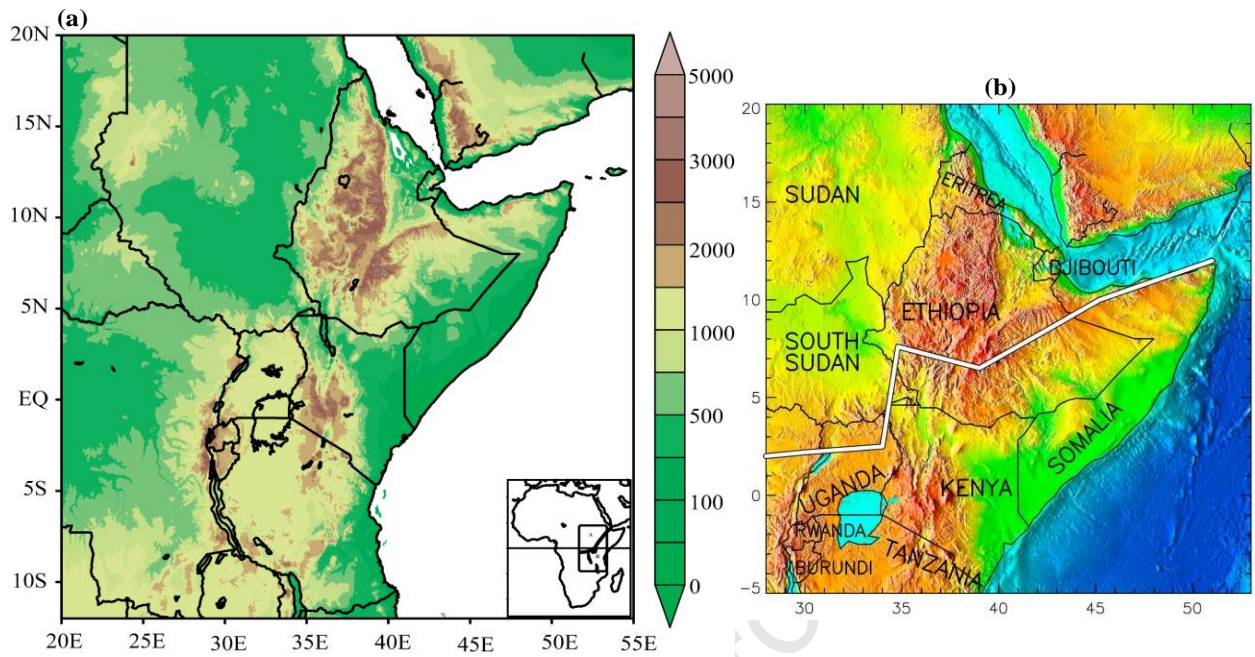 (a)
20N
15N
10N
5N
EQ
5S
10S
20E
25E
30E
35E
40E
45E
50E
55E
5000
3000
2000
1000
500
100
0
(b)
20
15
10
5
0
-5
30
35
40
45
50
SUDAN
ERITREA
DJIBOUTI
ETHIOPIA
SOUTH
SUDAN
SOMALIA
UGANDA
KENYA
RWANDA
TANZANIA
BURUNDI